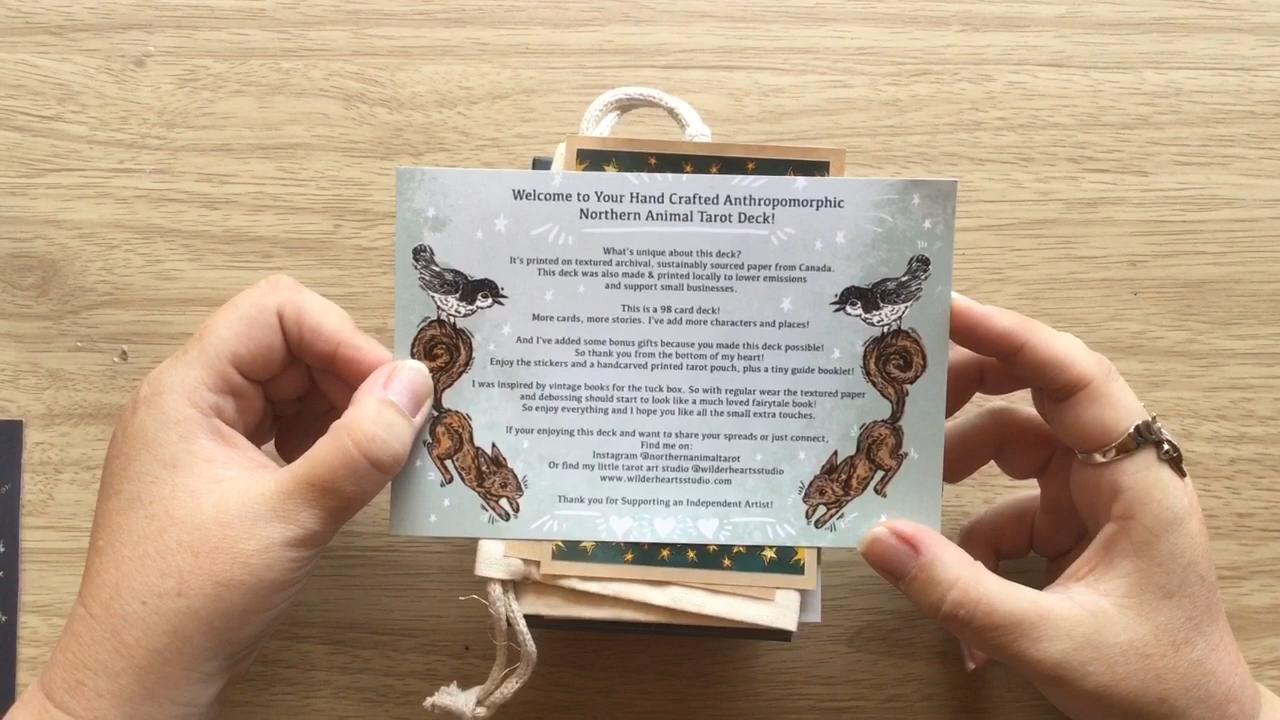 Welcome to Your Hand Crafted Anthropomorphic
Northern Animal Tarot Deck!
What's unique about this deck?
It's printed on textured archival, sustainably sourced paper from Canada.
This deck was also made & printed locally to lower emissions
and support small businesses.
This is a 98 card deck!
More cards, more stories. I've add more characters and places!
And I've added some bonus gifts because you made this deck possible!
So thank you from the bottom of my heart!
Enjoy the stickers and a handcarved printed tarot pouch, plus a tiny guide booklet!
I was inspired by vintage books for the tuck box. So with regular wear the textured paper
and debossing should start to look like a much loved fairytale book!
So enjoy everything and I hope you like all the small extra touches.
If your enjoying this deck and want to share your spreads or just connect,
Find me on:
Instagram @northernanimaltarot
Or find my little tarot art studio @wilderheartsstudio
www.wilderheartsstudio.com
Thank you for Supporting an Independent Artist!